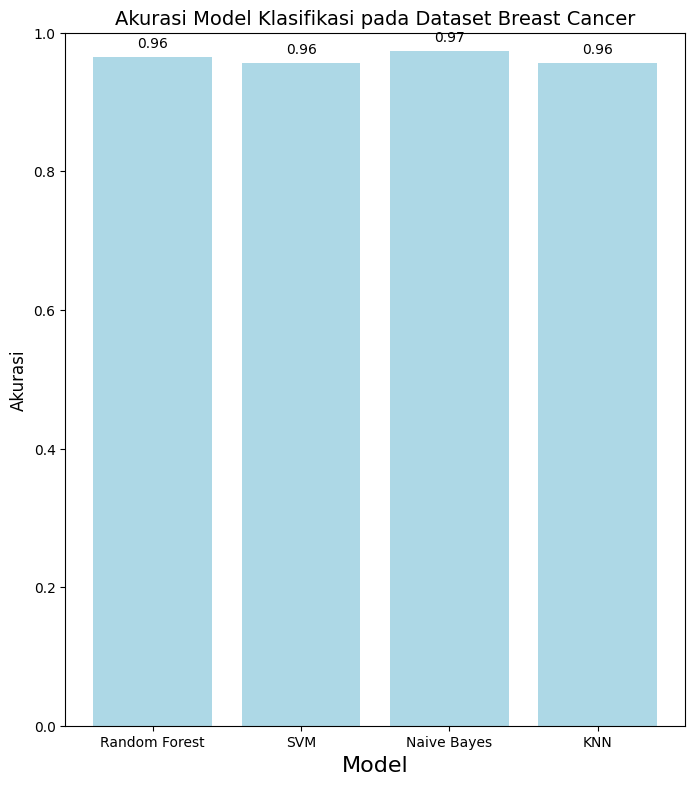 Akurasi Model Klasifikasi pada Dataset Breast Cancer
1.0
0.8
0.6
0.4
0.2
0.0
Akurasi
0.96
0.96
0.97
0.96
Random Forest
SVM
Naive Bayes
KNN
Model